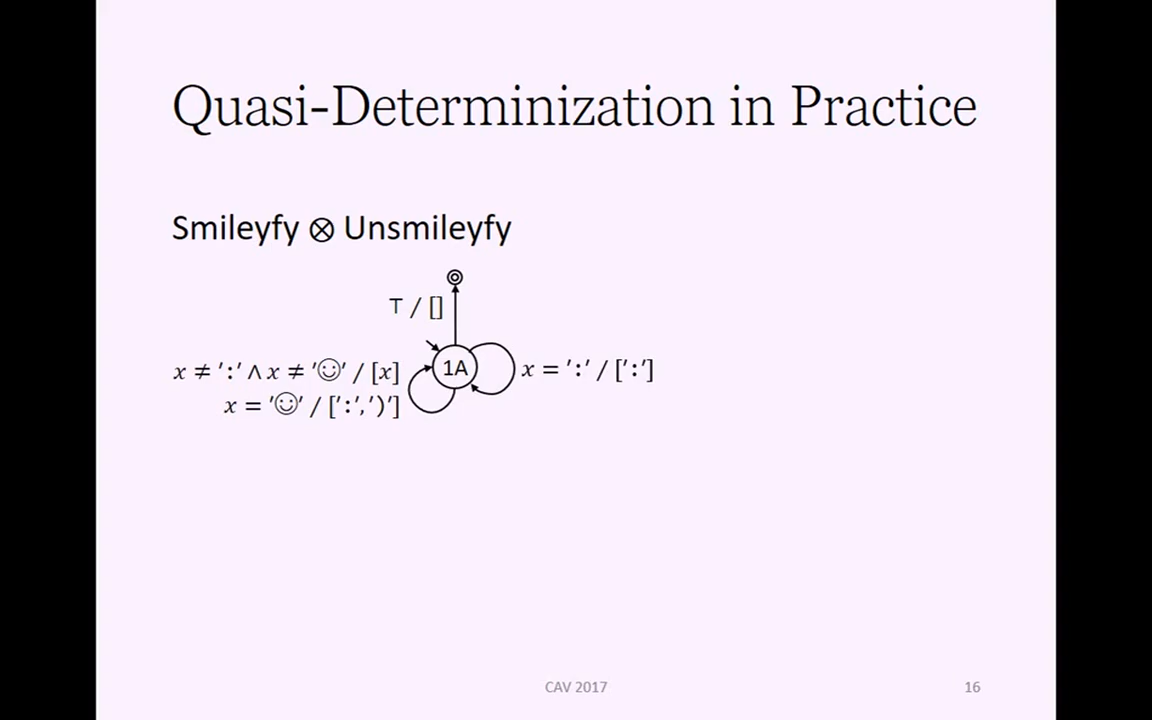 Quasi-Determinization in Practice
Smileyfy ⊗ Unsmileyfy
⊤ / []
x ≠ ':' ∧ x ≠ '☺' / [x]
1A
x = ':' / [':']
x = '☺' / [':',')']
CAV 2017
16